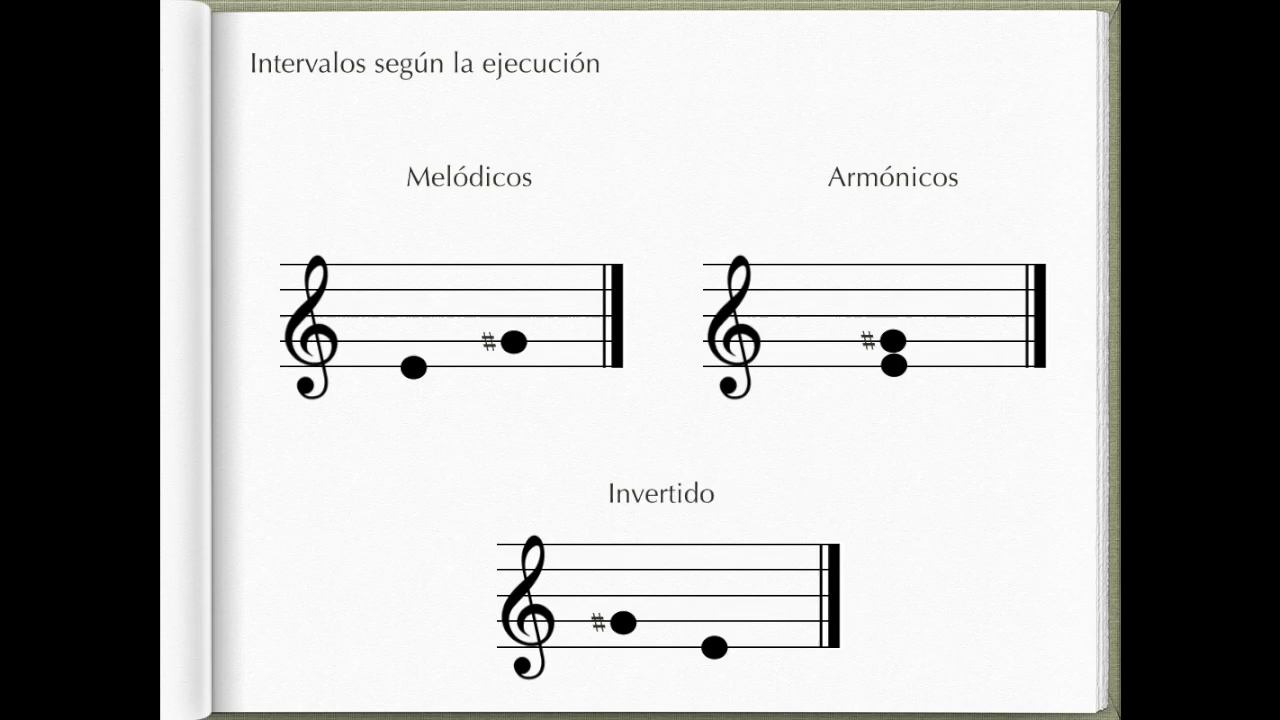 Intervalos según la ejecución
Melódicos
Armónicos
Invertido